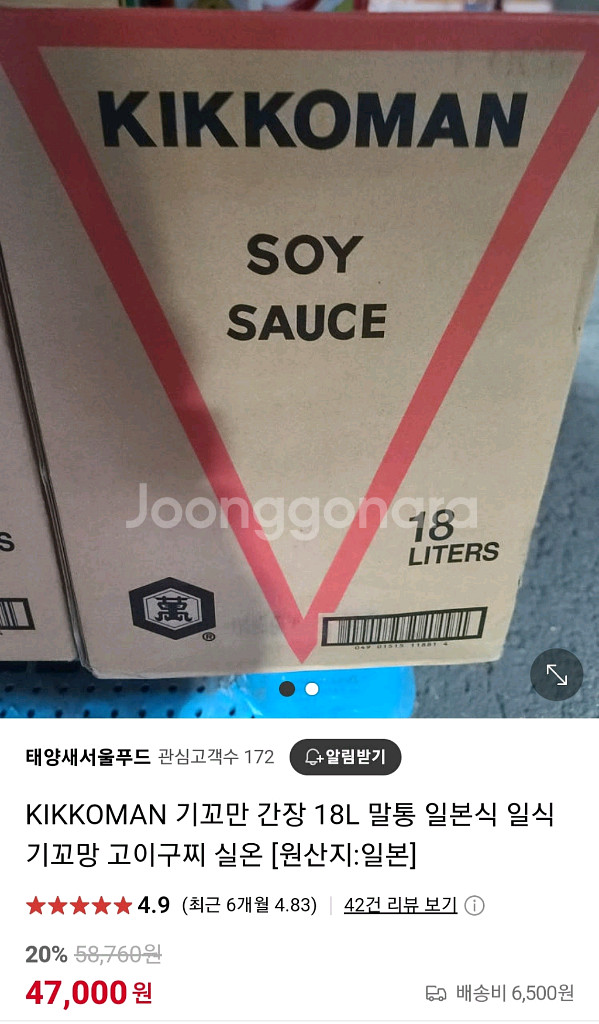 KIKKOMAN
SOY
SAUCE
Joonggonara
18
LITERS
S
萬
®
태양새서울푸드 관심고객수 172 알림받기
KIKKOMAN 기꼬만 간장 18L 말통 일본식 일식
기꼬망 고이구찌 실온 [원산지:일본]
★★★★★ 4.9 (최근 6개월 4.83) 42건 리뷰 보기
20% 58,760원
47,000원 배송비 6,500원